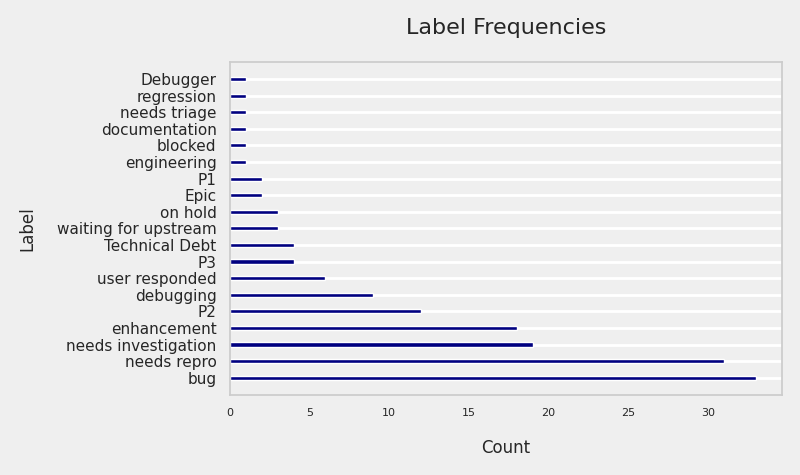 Label Frequencies
Label
Debugger
regression
needs triage
documentation
blocked
engineering
P1
Epic
on hold
waiting for upstream
Technical Debt
P3
user responded
debugging
P2
enhancement
needs investigation
needs repro
bug
0 5 10 15 20 25 30
Count